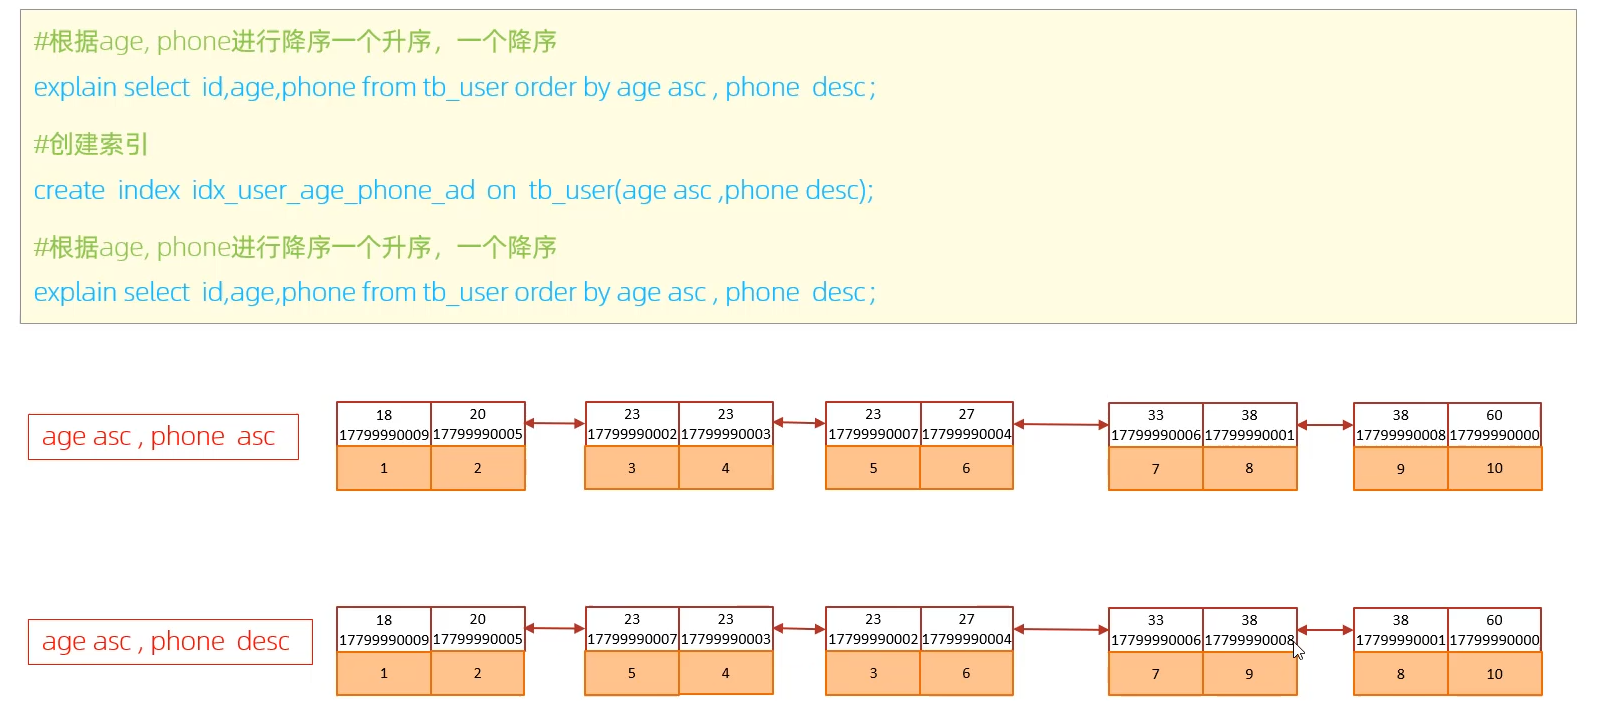 #根据age, phone进行降序一个升序，一个降序
explain select  id,age,phone from tb_user order by age asc , phone  desc ;
#创建索引
create  index  idx_user_age_phone_ad  on  tb_user(age asc ,phone desc);
#根据age, phone进行降序一个升序，一个降序
explain select  id,age,phone from tb_user order by age asc , phone  desc ;
age asc , phone  asc
18 20 23 23 23 27 33 38 38 60
17799990009 17799990005 17799990002 17799990003 17799990007 17799990004 17799990006 17799990001 17799990008 17799990000
1 2 3 4 5 6 7 8 9 10
age asc , phone  desc
18 20 23 23 23 27 33 38 38 60
17799990009 17799990005 17799990007 17799990003 17799990002 17799990004 17799990006 17799990008 17799990001 17799990000
1 2 5 4 3 6 7 9 8 10